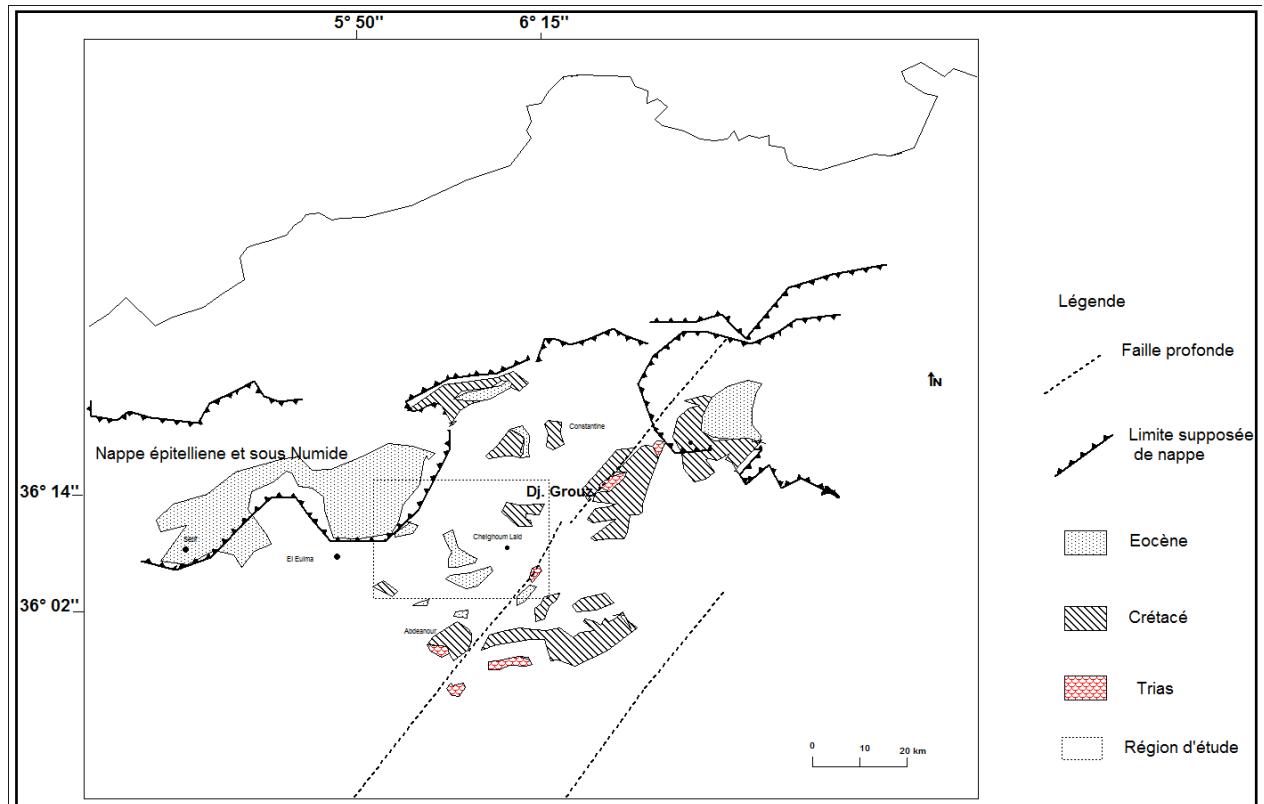 5° 50'' 6° 15''
Légende
Faille profonde
Limite supposée
de nappe
Eocène
Crétacé
Trias
Région d'étude
N
Constantine
Nappe épitelliene et sous Numide
36° 14''
Dj. Grouz
Sétif
El Eulma
Chelghoum Laid
36° 02''
Abdeanour
0 10 20 km